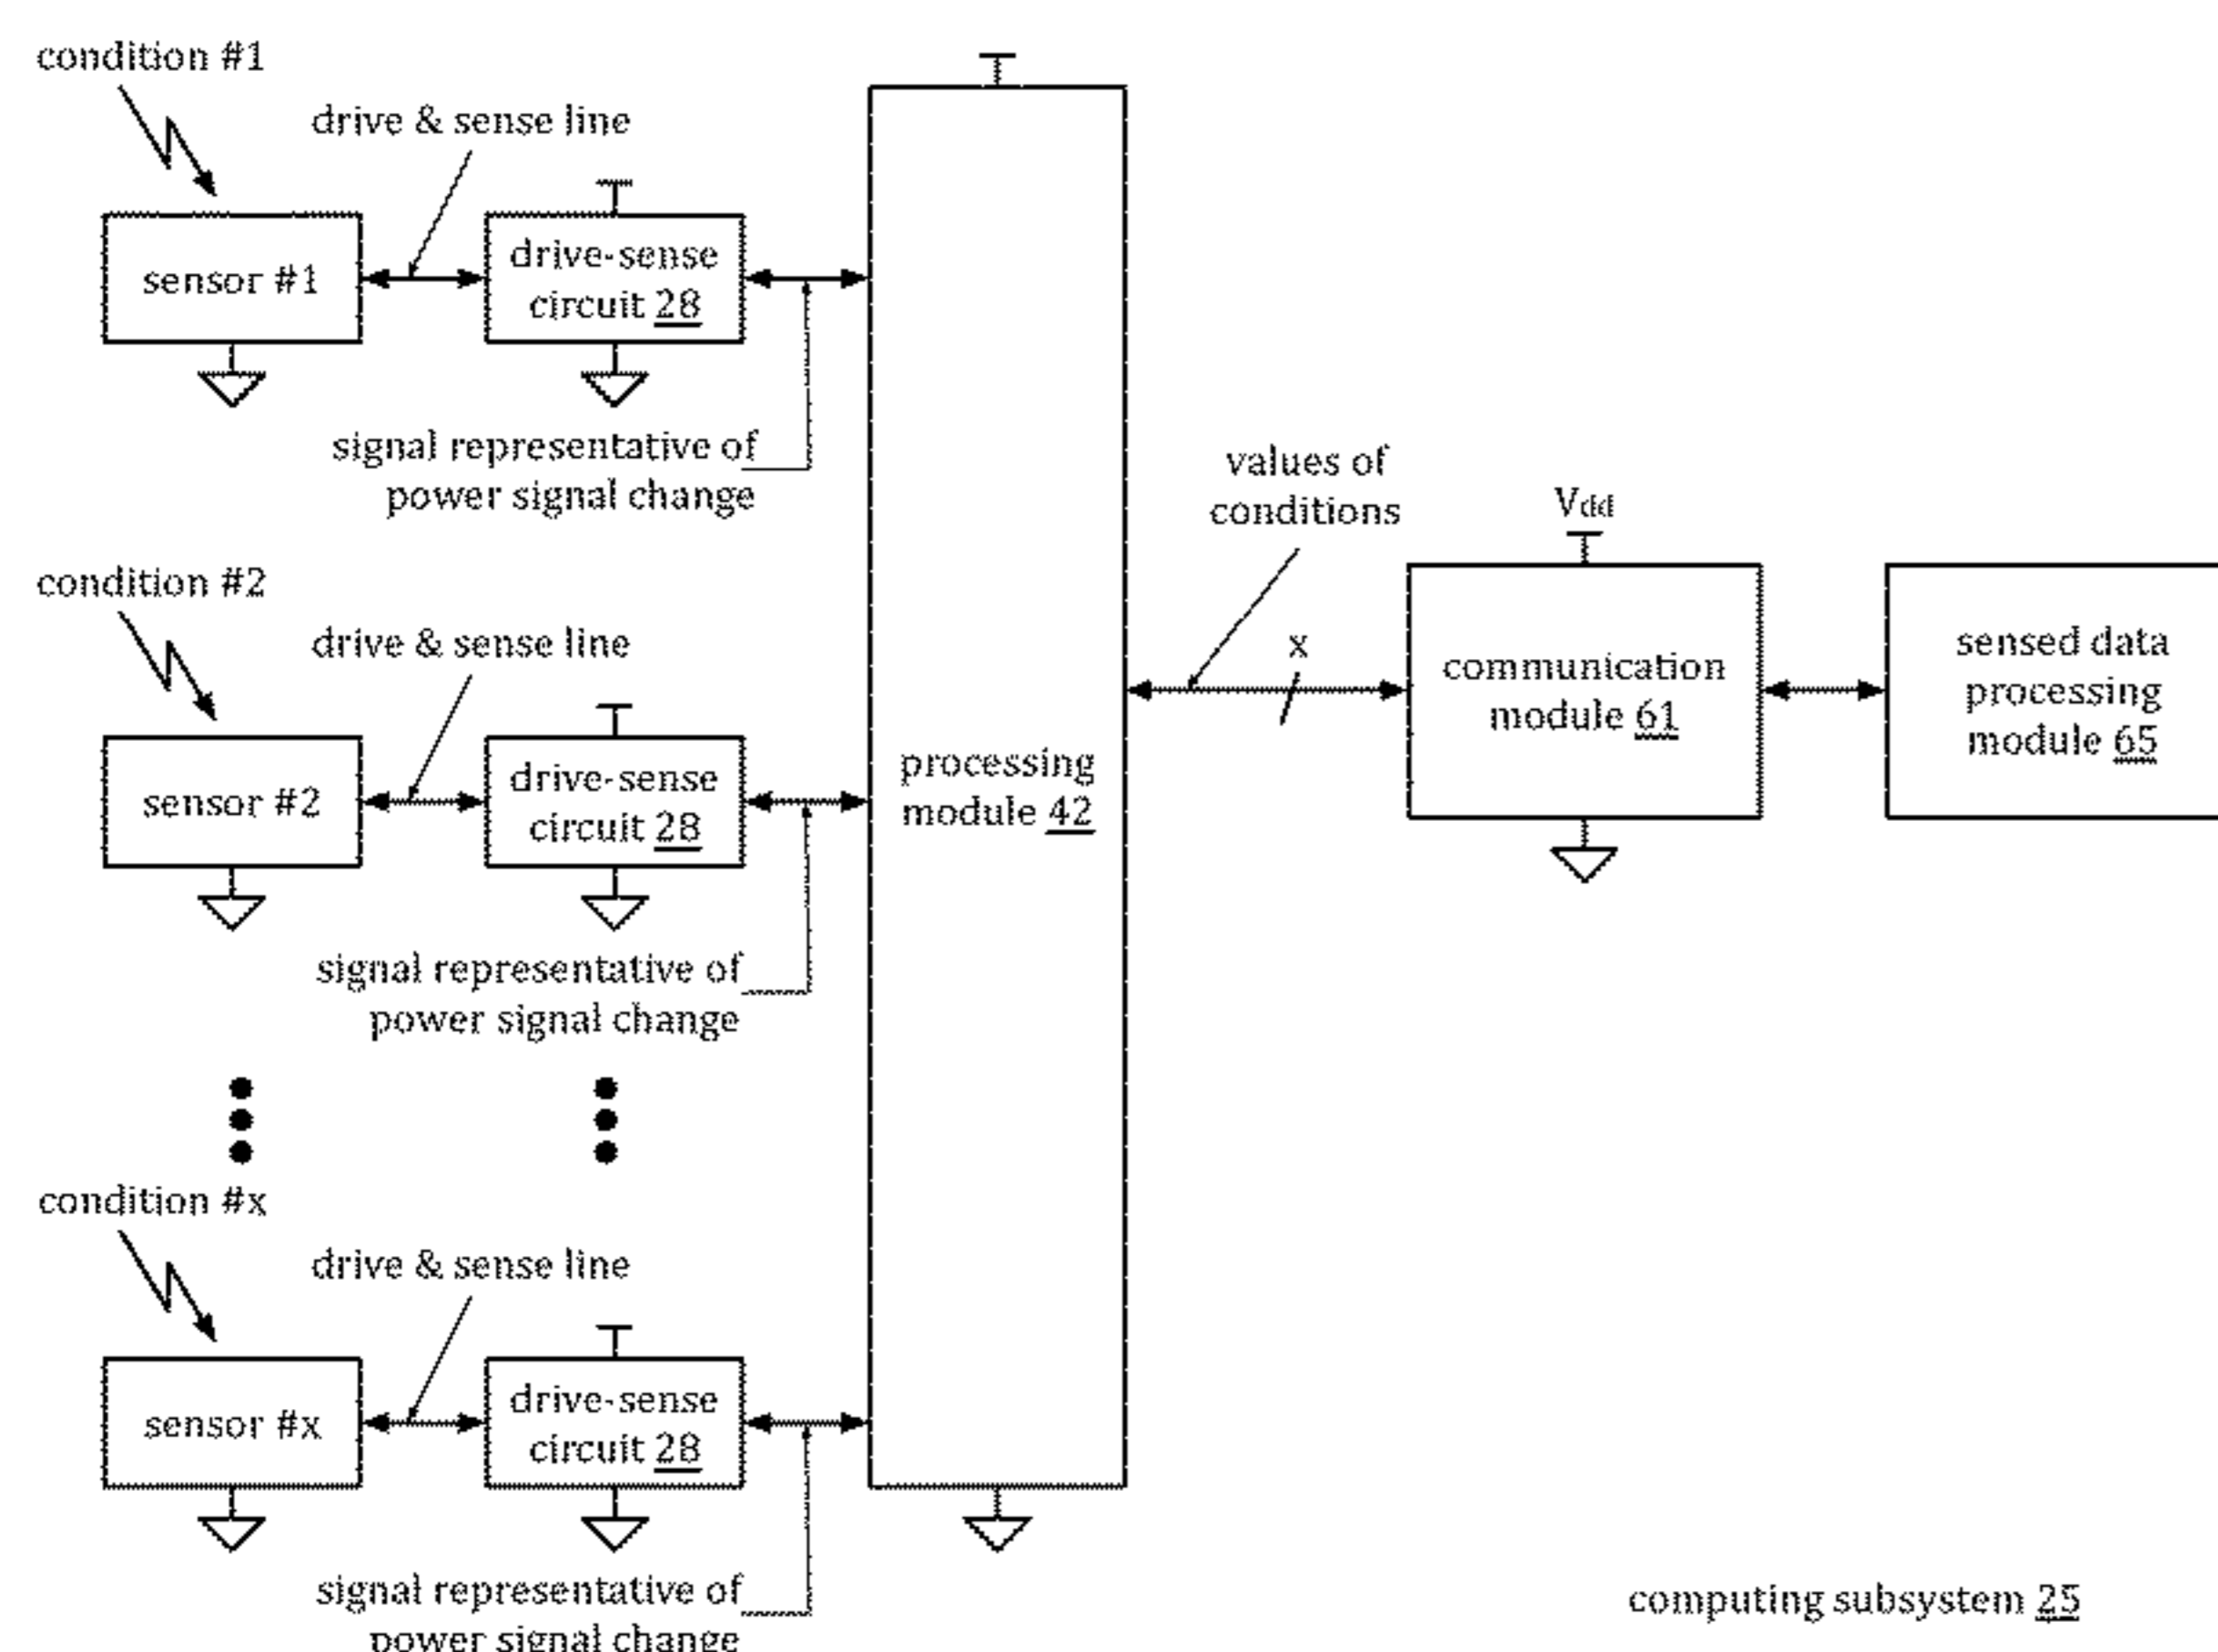 condition #1
drive & sense line
sensor #1
drive-sense
circuit 28
signal representative of
power signal change
condition #2
drive & sense line
sensor #2
drive-sense
circuit 28
signal representative of
power signal change
condition #x
drive & sense line
sensor #x
drive-sense
circuit 28
signal representative of
power signal change
processing
module 42
values of
conditions
x
Vdd
communication
module 61
sensed data
processing
module 65
computing subsystem 25